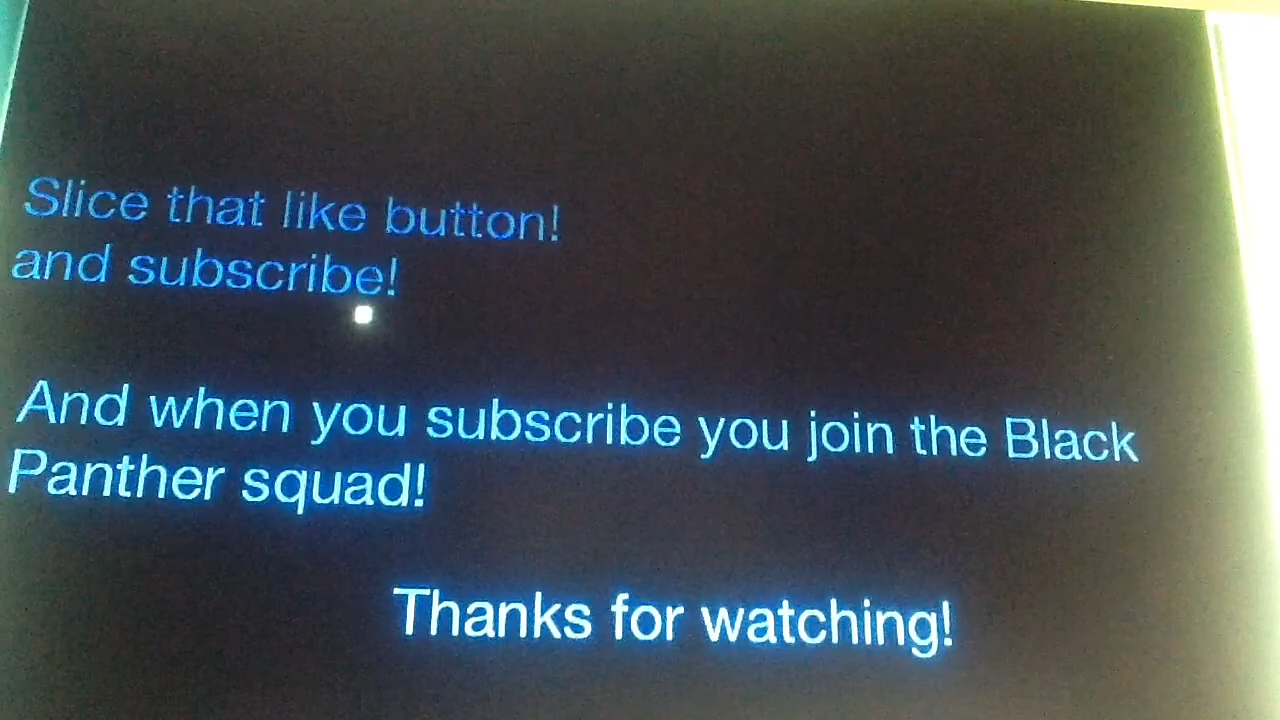 Slice that like button!
and subscribe!
And when you subscribe you join the Black
Panther squad!
Thanks for watching!